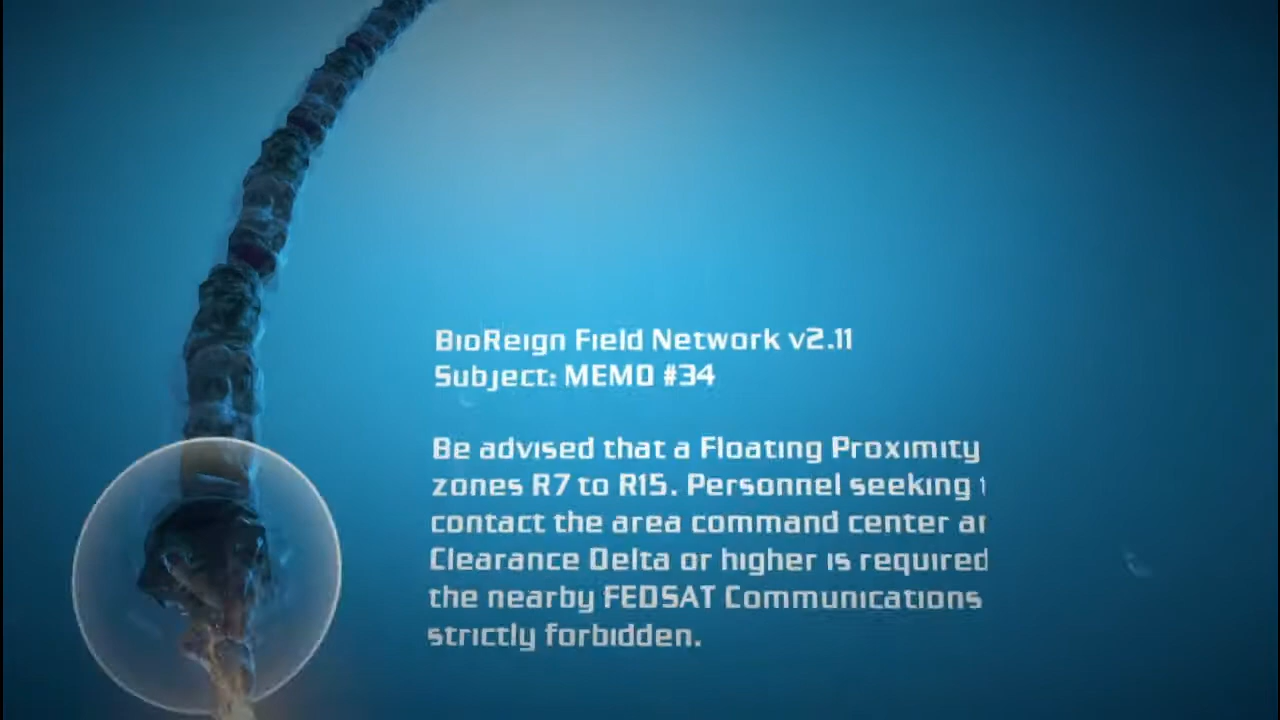 BioReign Field Network v2.11
Subject: MEMO #34
Be advised that a Floating Proximity
zones R7 to R15. Personnel seeking
contact the area command center
Clearance Delta or higher is required
the nearby FEDSAT Communications
strictly forbidden.